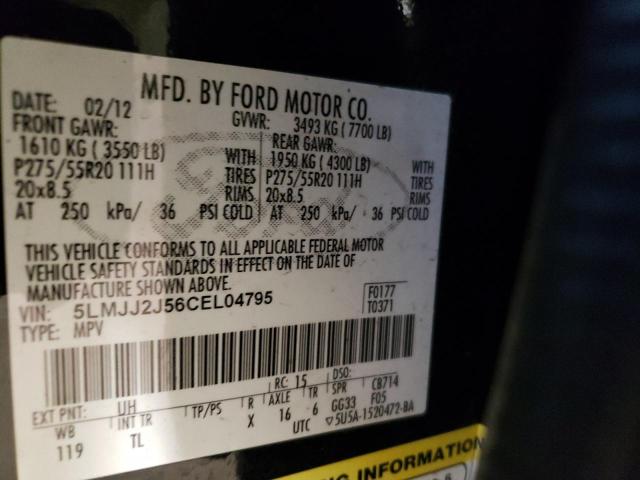 MFD. BY FORD MOTOR CO.
DATE: 02/12 GVWR: 3493 KG (7700 LB)
FRONT GAWR: REAR GAWR:
1610 KG (3550 LB) WITH 1950 KG (4300 LB) WITH
P275/55R20 111H TIRES P275/55R20 111H TIRES
20x8.5 RIMS 20x8.5 RIMS
AT 250 kPa/ 36 PSI COLD AT 250 kPa/ 36 PSI COLD
THIS VEHICLE CONFORMS TO ALL APPLICABLE FEDERAL MOTOR
VEHICLE SAFETY STANDARDS IN EFFECT ON THE DATE OF
MANUFACTURE SHOWN ABOVE.
VIN: 5LMJJ2J56CEL04795 F0177
TYPE: MPV T0371
RC: 15 DSO:
EXT PNT: UH AXLE TR SPR CB714
WB INT TR TP/PS R 16 6 GG33 F05
119 TL X UTC ▽5U5A-1520472-BA
NG INFORMATION